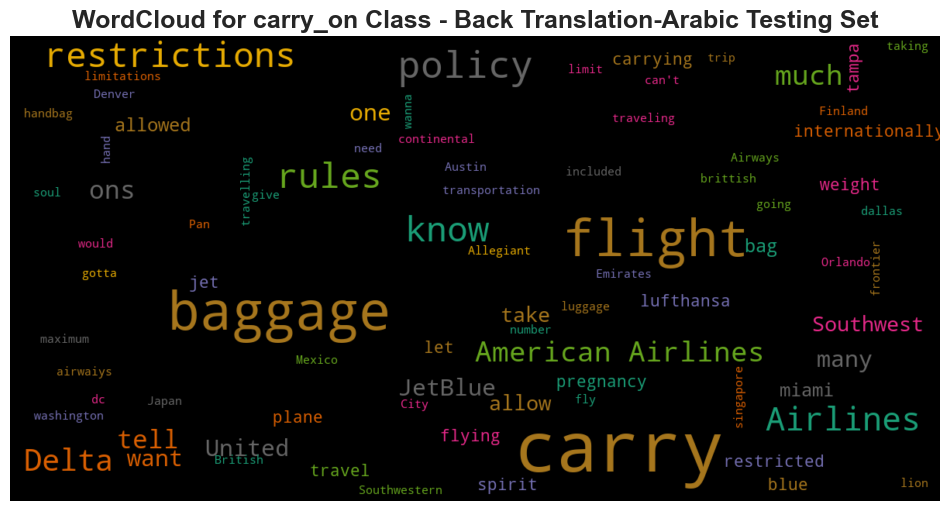 WordCloud for carry_on Class - Back Translation-Arabic Testing Set
restrictions
policy
carrying
trip
taking
limitations
limit
can't
much
tampa
Denver
handbag
allowed
one
wanna
traveling
Finland
internationally
continental
hand
need
rules
Austin
included
Airways
brittish
weight
soul
ons
travelling
give
transportation
going
dallas
Pan
know
flight
bag
would
Allegiant
Orlando
frontier
gotta
jet
Emirates
baggage
take
luggage
lufthansa
number
Southwest
maximum
let
American Airlines
many
Mexico
airwaiys
JetBlue
pregnancy
singapore
miami
dc
Japan
City
allow
fly
washington
plane
Airlines
tell
United
flying
carry
Delta
want
British
restricted
travel
Southwestern
spirit
blue
lion